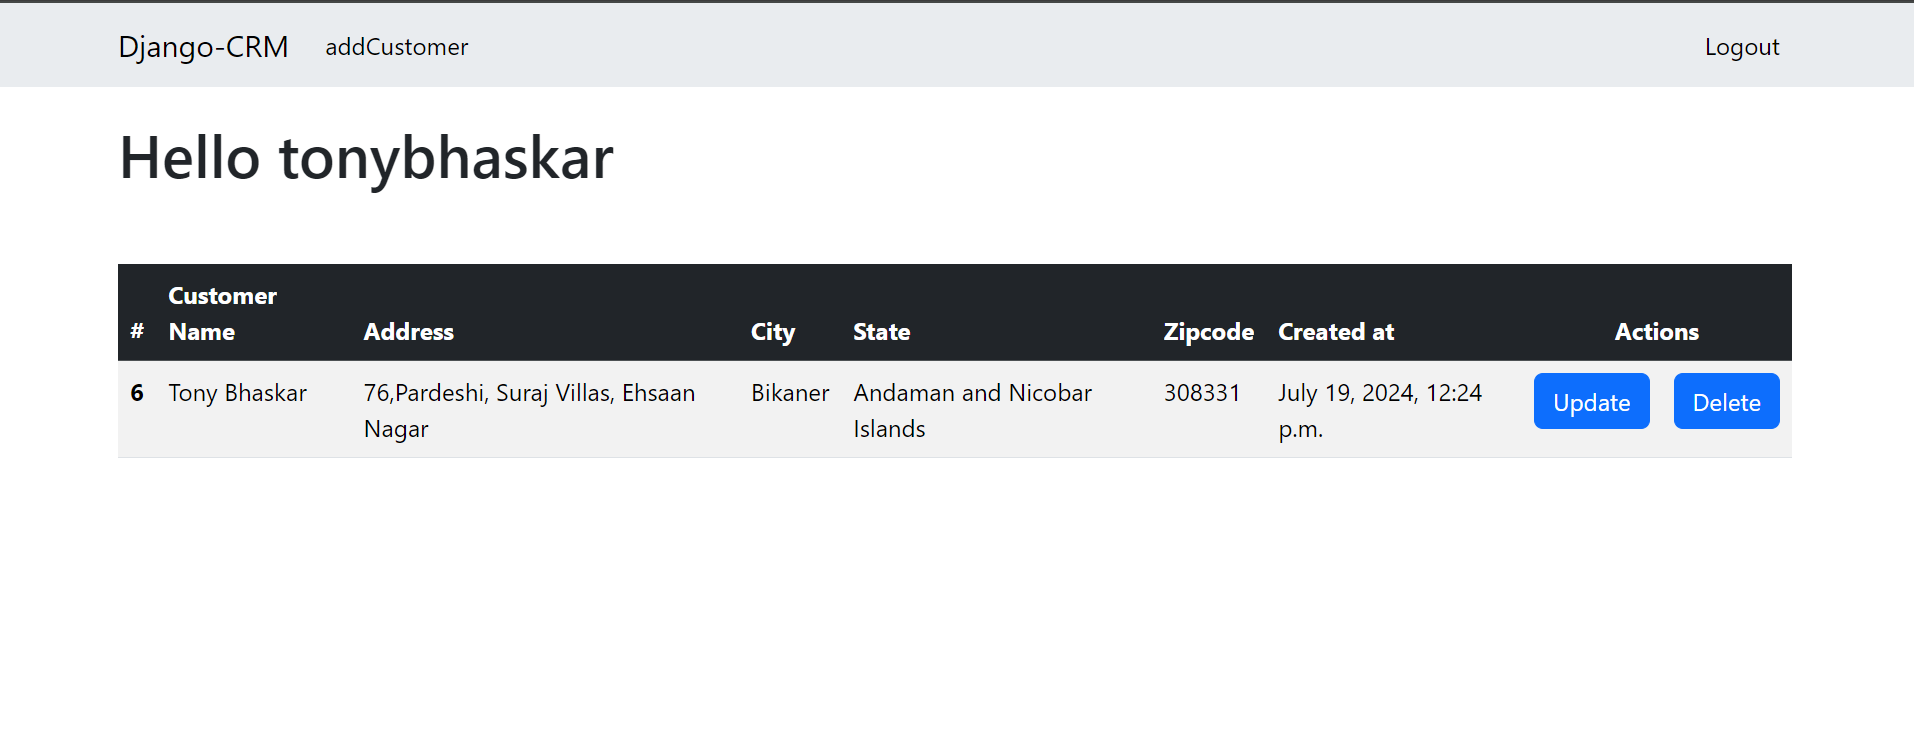 Django-CRM addCustomer Logout
Hello tonybhaskar
# Customer Name Address City State Zipcode Created at Actions
6 Tony Bhaskar 76,Pardeshi, Suraj Villas, Ehsaan Nagar Bikaner Andaman and Nicobar Islands 308331 July 19, 2024, 12:24 p.m. Update Delete